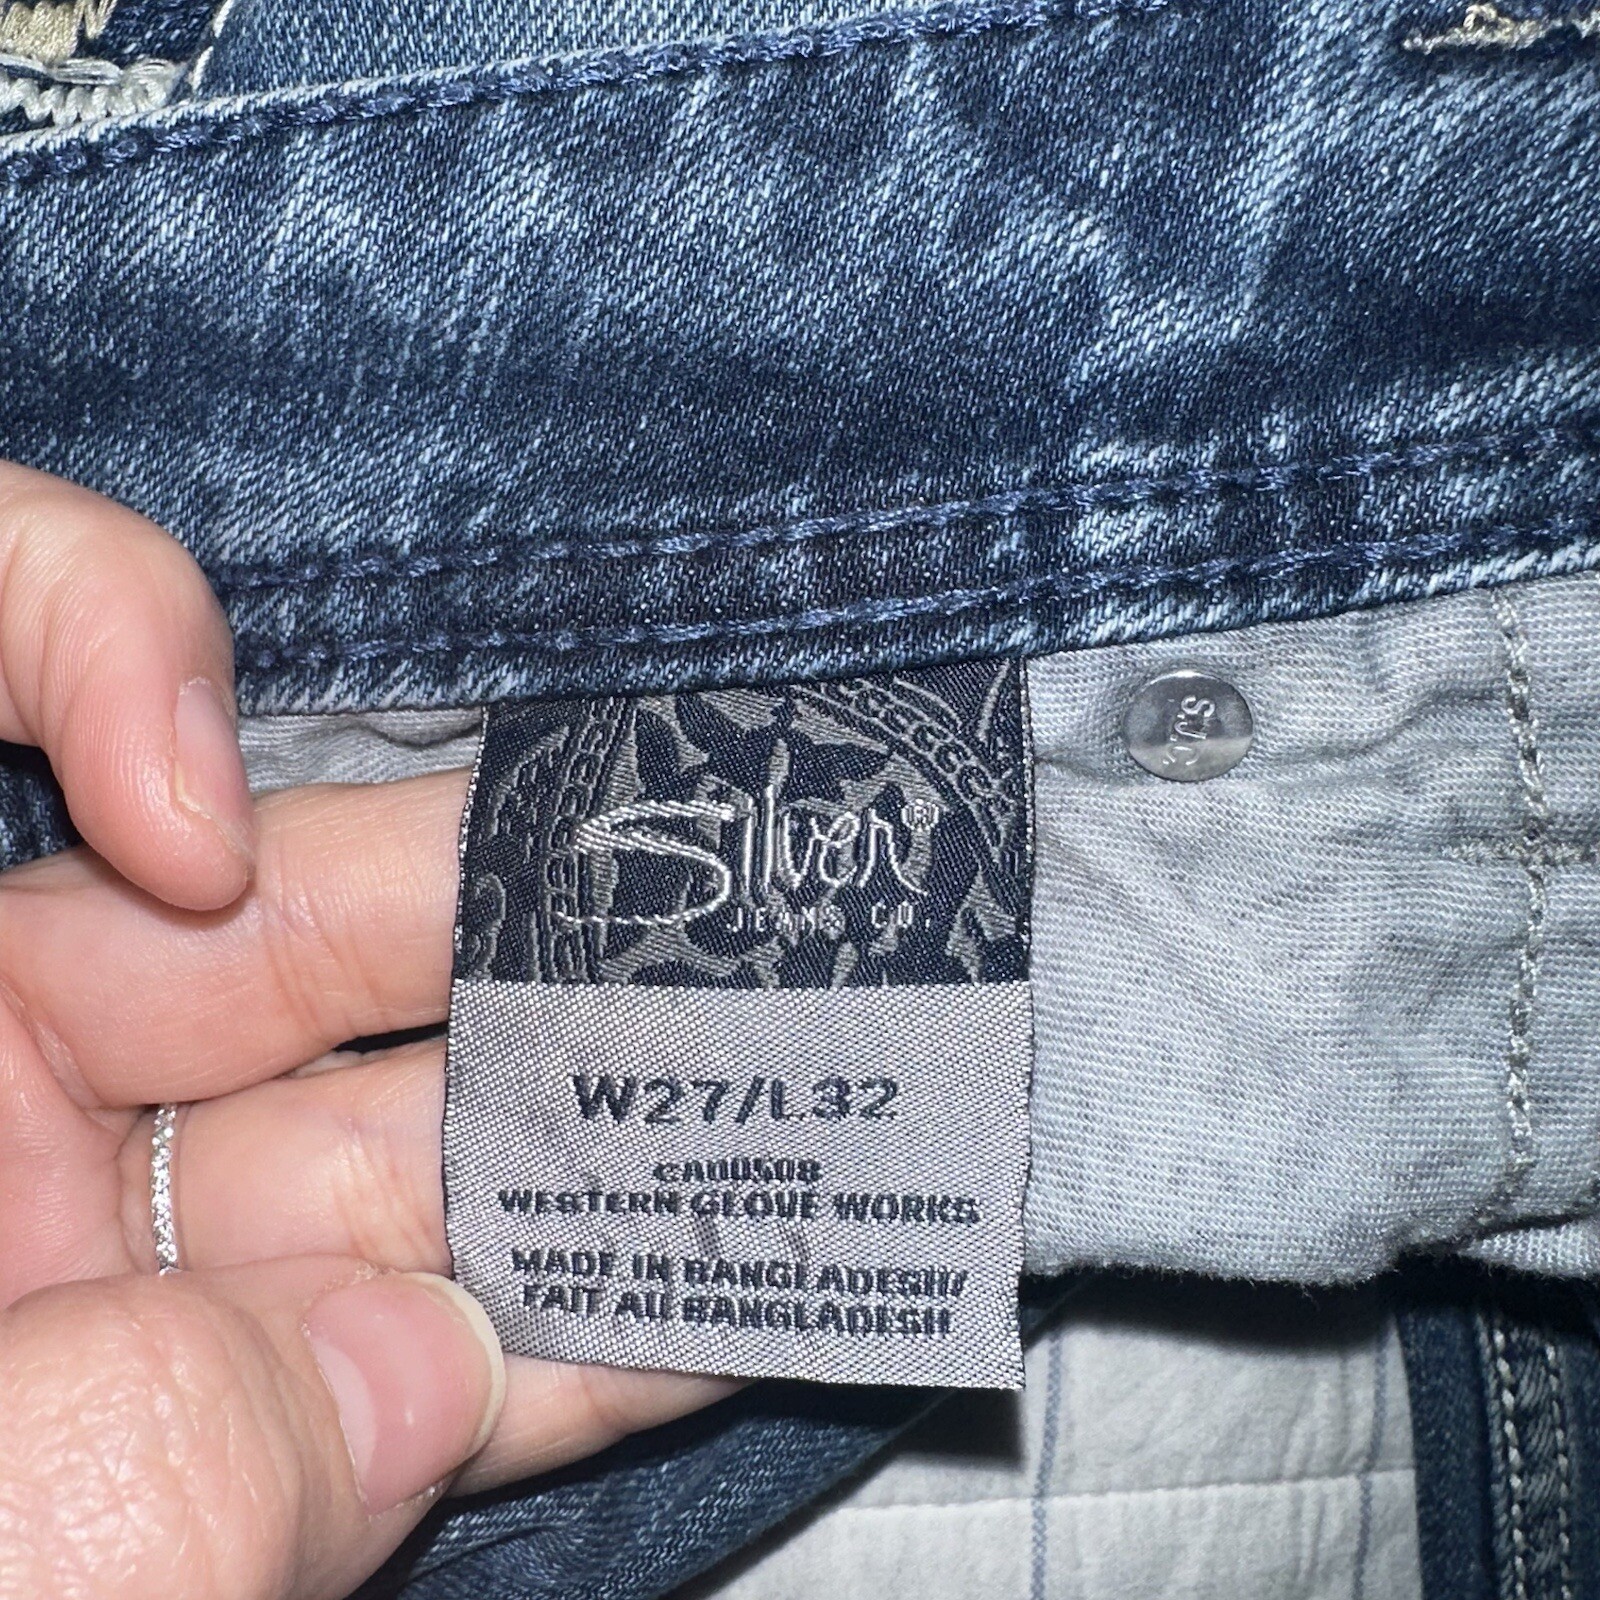 Silver®
JEANS CO.
S.J.C
W27/L32
CA00508
WESTERN GLOVE WORKS
MADE IN BANGLADESH/
FAIT AU BANGLADESH